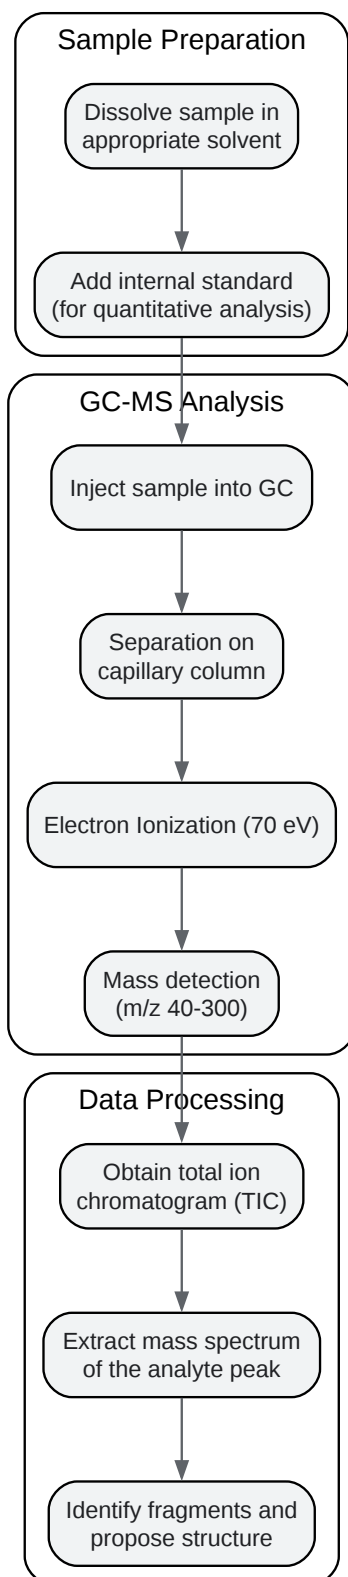 Sample Preparation
Dissolve sample in
appropriate solvent
Add internal standard
(for quantitative analysis)
GC-MS Analysis
Inject sample into GC
Separation on
capillary column
Electron Ionization (70 eV)
Mass detection
(m/z 40-300)
Data Processing
Obtain total ion
chromatogram (TIC)
Extract mass spectrum
of the analyte peak
Identify fragments and
propose structure